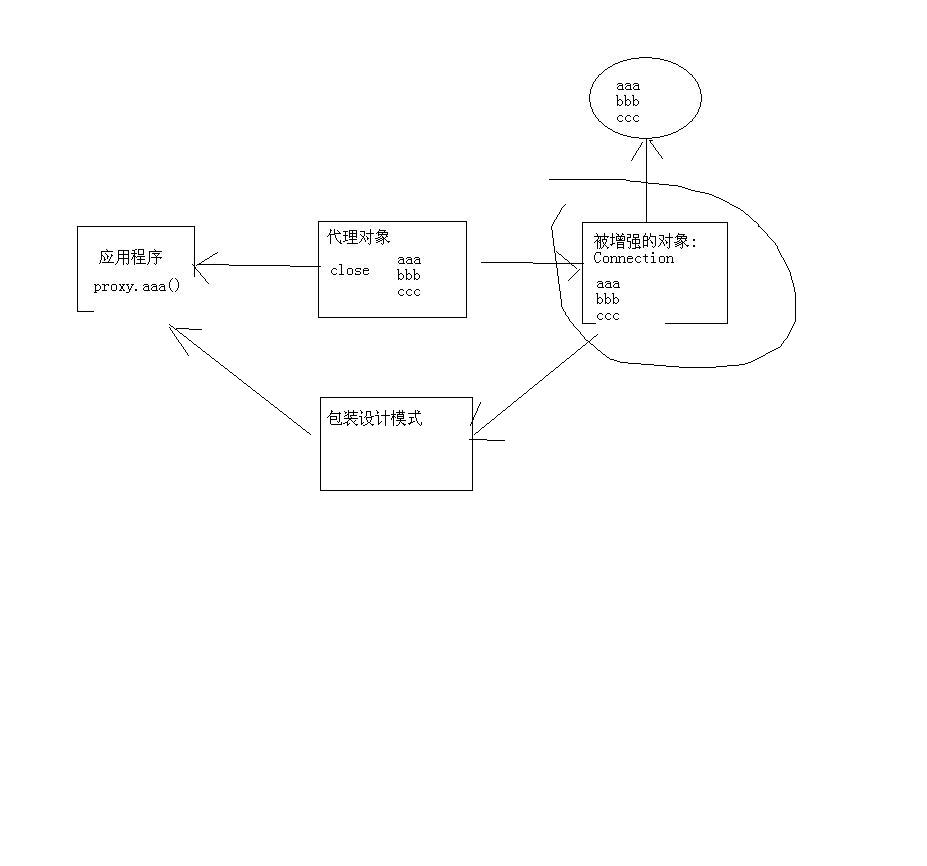 aaa
bbb
ccc
应用程序
proxy.aaa()
代理对象
close
aaa
bbb
ccc
被增强的对象:
Connection
aaa
bbb
ccc
包装设计模式